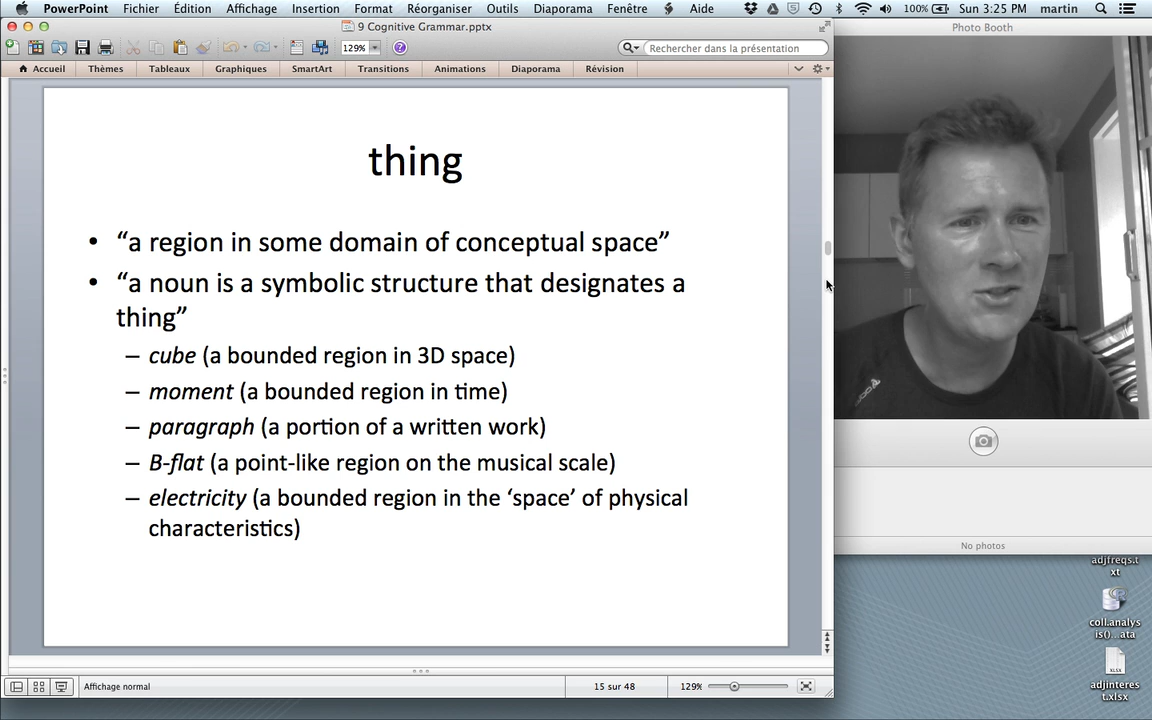 PowerPoint Fichier Édition Affichage Insertion Format Réorganiser Outils Diaporama Fenêtre Aide 100% Sun 3:25 PM martin
9 Cognitive Grammar.pptx
Photo Booth
129% Rechercher dans la présentation
Accueil Thèmes Tableaux Graphiques SmartArt Transitions Animations Diaporama Révision
thing
• “a region in some domain of conceptual space”
• “a noun is a symbolic structure that designates a
thing”
– cube (a bounded region in 3D space)
– moment (a bounded region in time)
– paragraph (a portion of a written work)
– B-flat (a point-like region on the musical scale)
– electricity (a bounded region in the ‘space’ of physical
characteristics)
No photos
adjfreqs.t
xt
coll.analys
is()...ata
adjinteres
t.xlsx
Affichage normal 15 sur 48 129%